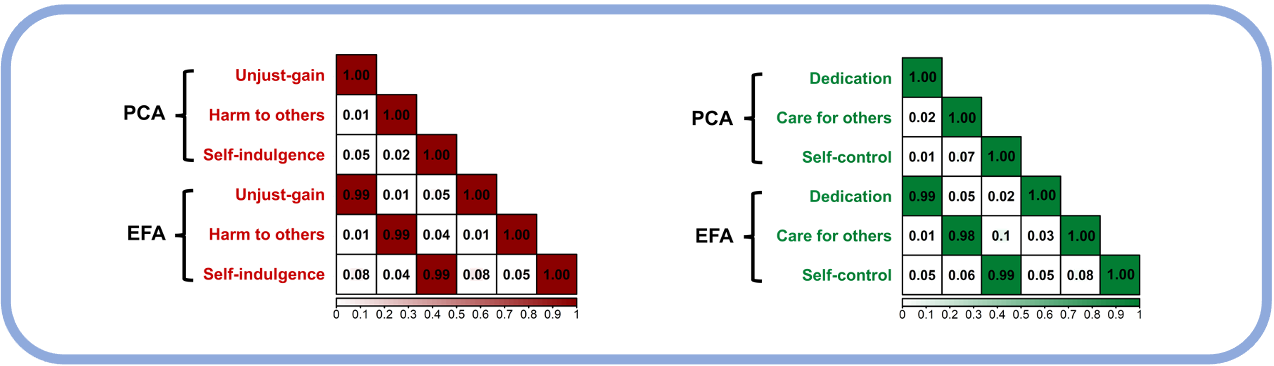 PCA
Unjust-gain 1.00
Harm to others 0.01 1.00
Self-indulgence 0.05 0.02 1.00
EFA
Unjust-gain 0.99 0.01 0.05 1.00
Harm to others 0.01 0.99 0.04 0.01 1.00
Self-indulgence 0.08 0.04 0.99 0.08 0.05 1.00
0 0.1 0.2 0.3 0.4 0.5 0.6 0.7 0.8 0.9 1
PCA
Dedication 1.00
Care for others 0.02 1.00
Self-control 0.01 0.07 1.00
EFA
Dedication 0.99 0.05 0.02 1.00
Care for others 0.01 0.98 0.1 0.03 1.00
Self-control 0.05 0.06 0.99 0.05 0.08 1.00
0 0.1 0.2 0.3 0.4 0.5 0.6 0.7 0.8 0.9 1